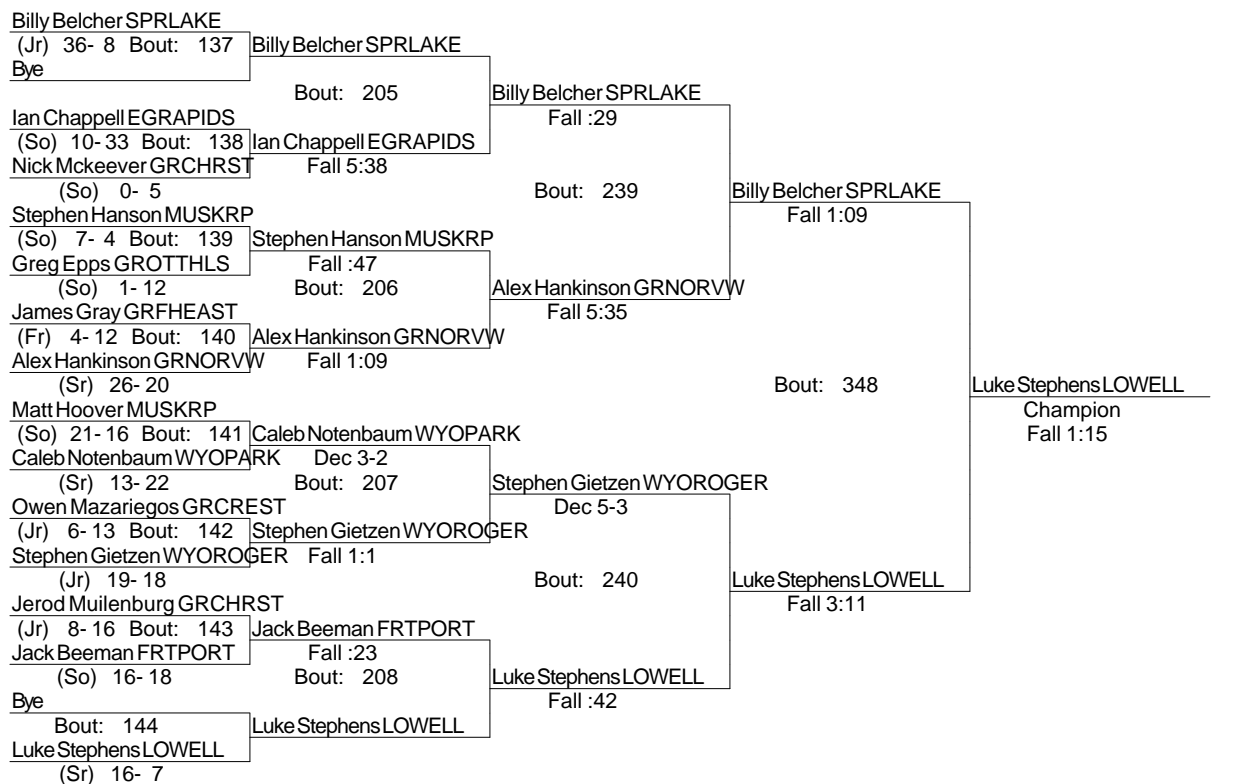 Billy Belcher SPRLAKE
(Jr) 36- 8 Bout: 137 Billy Belcher SPRLAKE
Bye
Bout: 205 Billy Belcher SPRLAKE
Ian Chappell EGRAPIDS Fall :29
(So) 10- 33 Bout: 138 Ian Chappell EGRAPIDS
Nick Mckeever GRCHRST Fall 5:38
(So) 0- 5 Bout: 239 Billy Belcher SPRLAKE
Stephen Hanson MUSKRP Fall 1:09
(So) 7- 4 Bout: 139 Stephen Hanson MUSKRP
Greg Epps GROTTHLS Fall :47
(So) 1- 12 Bout: 206 Alex Hankinson GRNORVW
James Gray GRFHEAST Fall 5:35
(Fr) 4- 12 Bout: 140 Alex Hankinson GRNORVW
Alex Hankinson GRNORVW Fall 1:09
(Sr) 26- 20 Bout: 348 Luke Stephens LOWELL
Matt Hoover MUSKRP Champion
(So) 21- 16 Bout: 141 Caleb Notenbaum WYOPARK Fall 1:15
Caleb Notenbaum WYOPARK Dec 3-2
(Sr) 13- 22 Bout: 207 Stephen Gietzen WYOROGER
Owen Mazariegos GRCREST Dec 5-3
(Jr) 6- 13 Bout: 142 Stephen Gietzen WYOROGER
Stephen Gietzen WYOROGER Fall 1:1
(Jr) 19- 18 Bout: 240 Luke Stephens LOWELL
Jerod Muilenburg GRCHRST Fall 3:11
(Jr) 8- 16 Bout: 143 Jack Beeman FRTPORT
Jack Beeman FRTPORT Fall :23
(So) 16- 18 Bout: 208 Luke Stephens LOWELL
Bye Fall :42
Bout: 144 Luke Stephens LOWELL
Luke Stephens LOWELL
(Sr) 16- 7